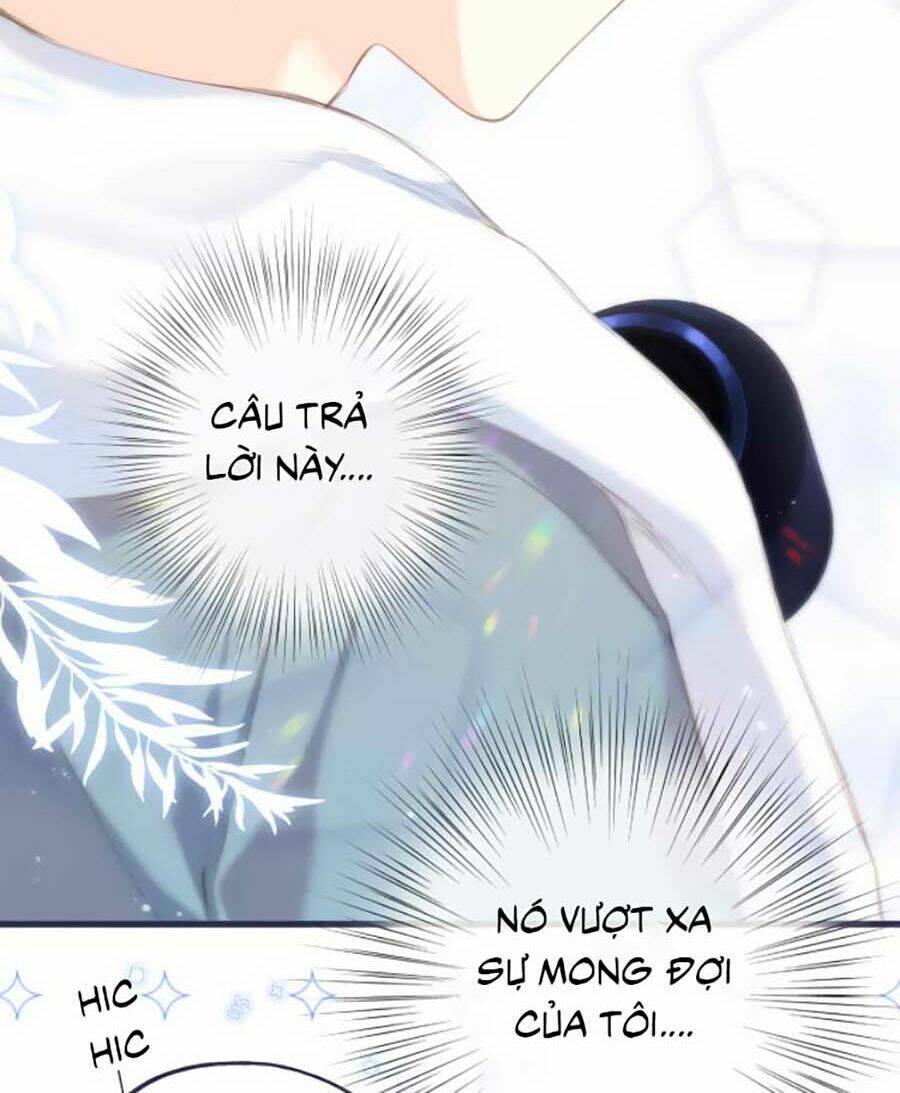 CÂU TRẢ
LỜI NÀY....
NÓ VƯỢT XA
SỰ MONG ĐỢI
CỦA TÔI....
HIC
HIC